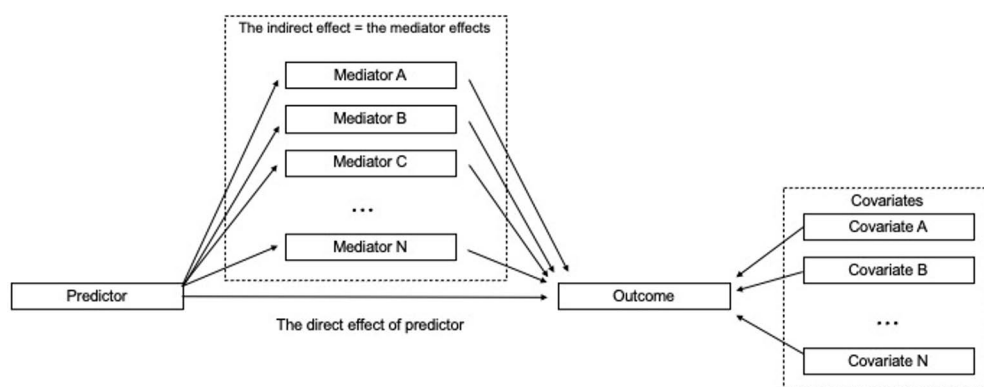 The indirect effect = the mediator effects
Mediator A
Mediator B
Mediator C
...
Mediator N
Predictor
Outcome
The direct effect of predictor
Covariates
Covariate A
Covariate B
...
Covariate N